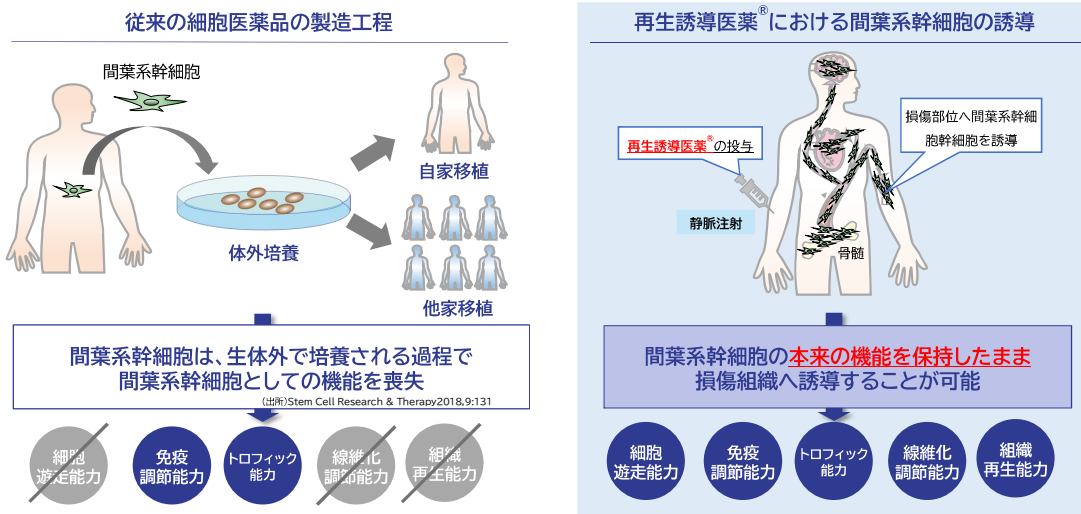 従来の細胞医薬品の製造工程
間葉系幹細胞
自家移植
体外培養
他家移植
間葉系幹細胞は、生体外で培養される過程で
間葉系幹細胞としての機能を喪失
(出所)Stem Cell Research & Therapy2018,9:131
細胞
遊走能力
免疫
調節能力
トロフィック
能力
線維化
調節能力
組織
再生能力
再生誘導医薬®における間葉系幹細胞の誘導
再生誘導医薬®の投与
損傷部位へ間葉系幹細
胞幹細胞を誘導
静脈注射
骨髄
間葉系幹細胞の本来の機能を保持したまま
損傷組織へ誘導することが可能
細胞
遊走能力
免疫
調節能力
トロフィック
能力
線維化
調節能力
組織
再生能力